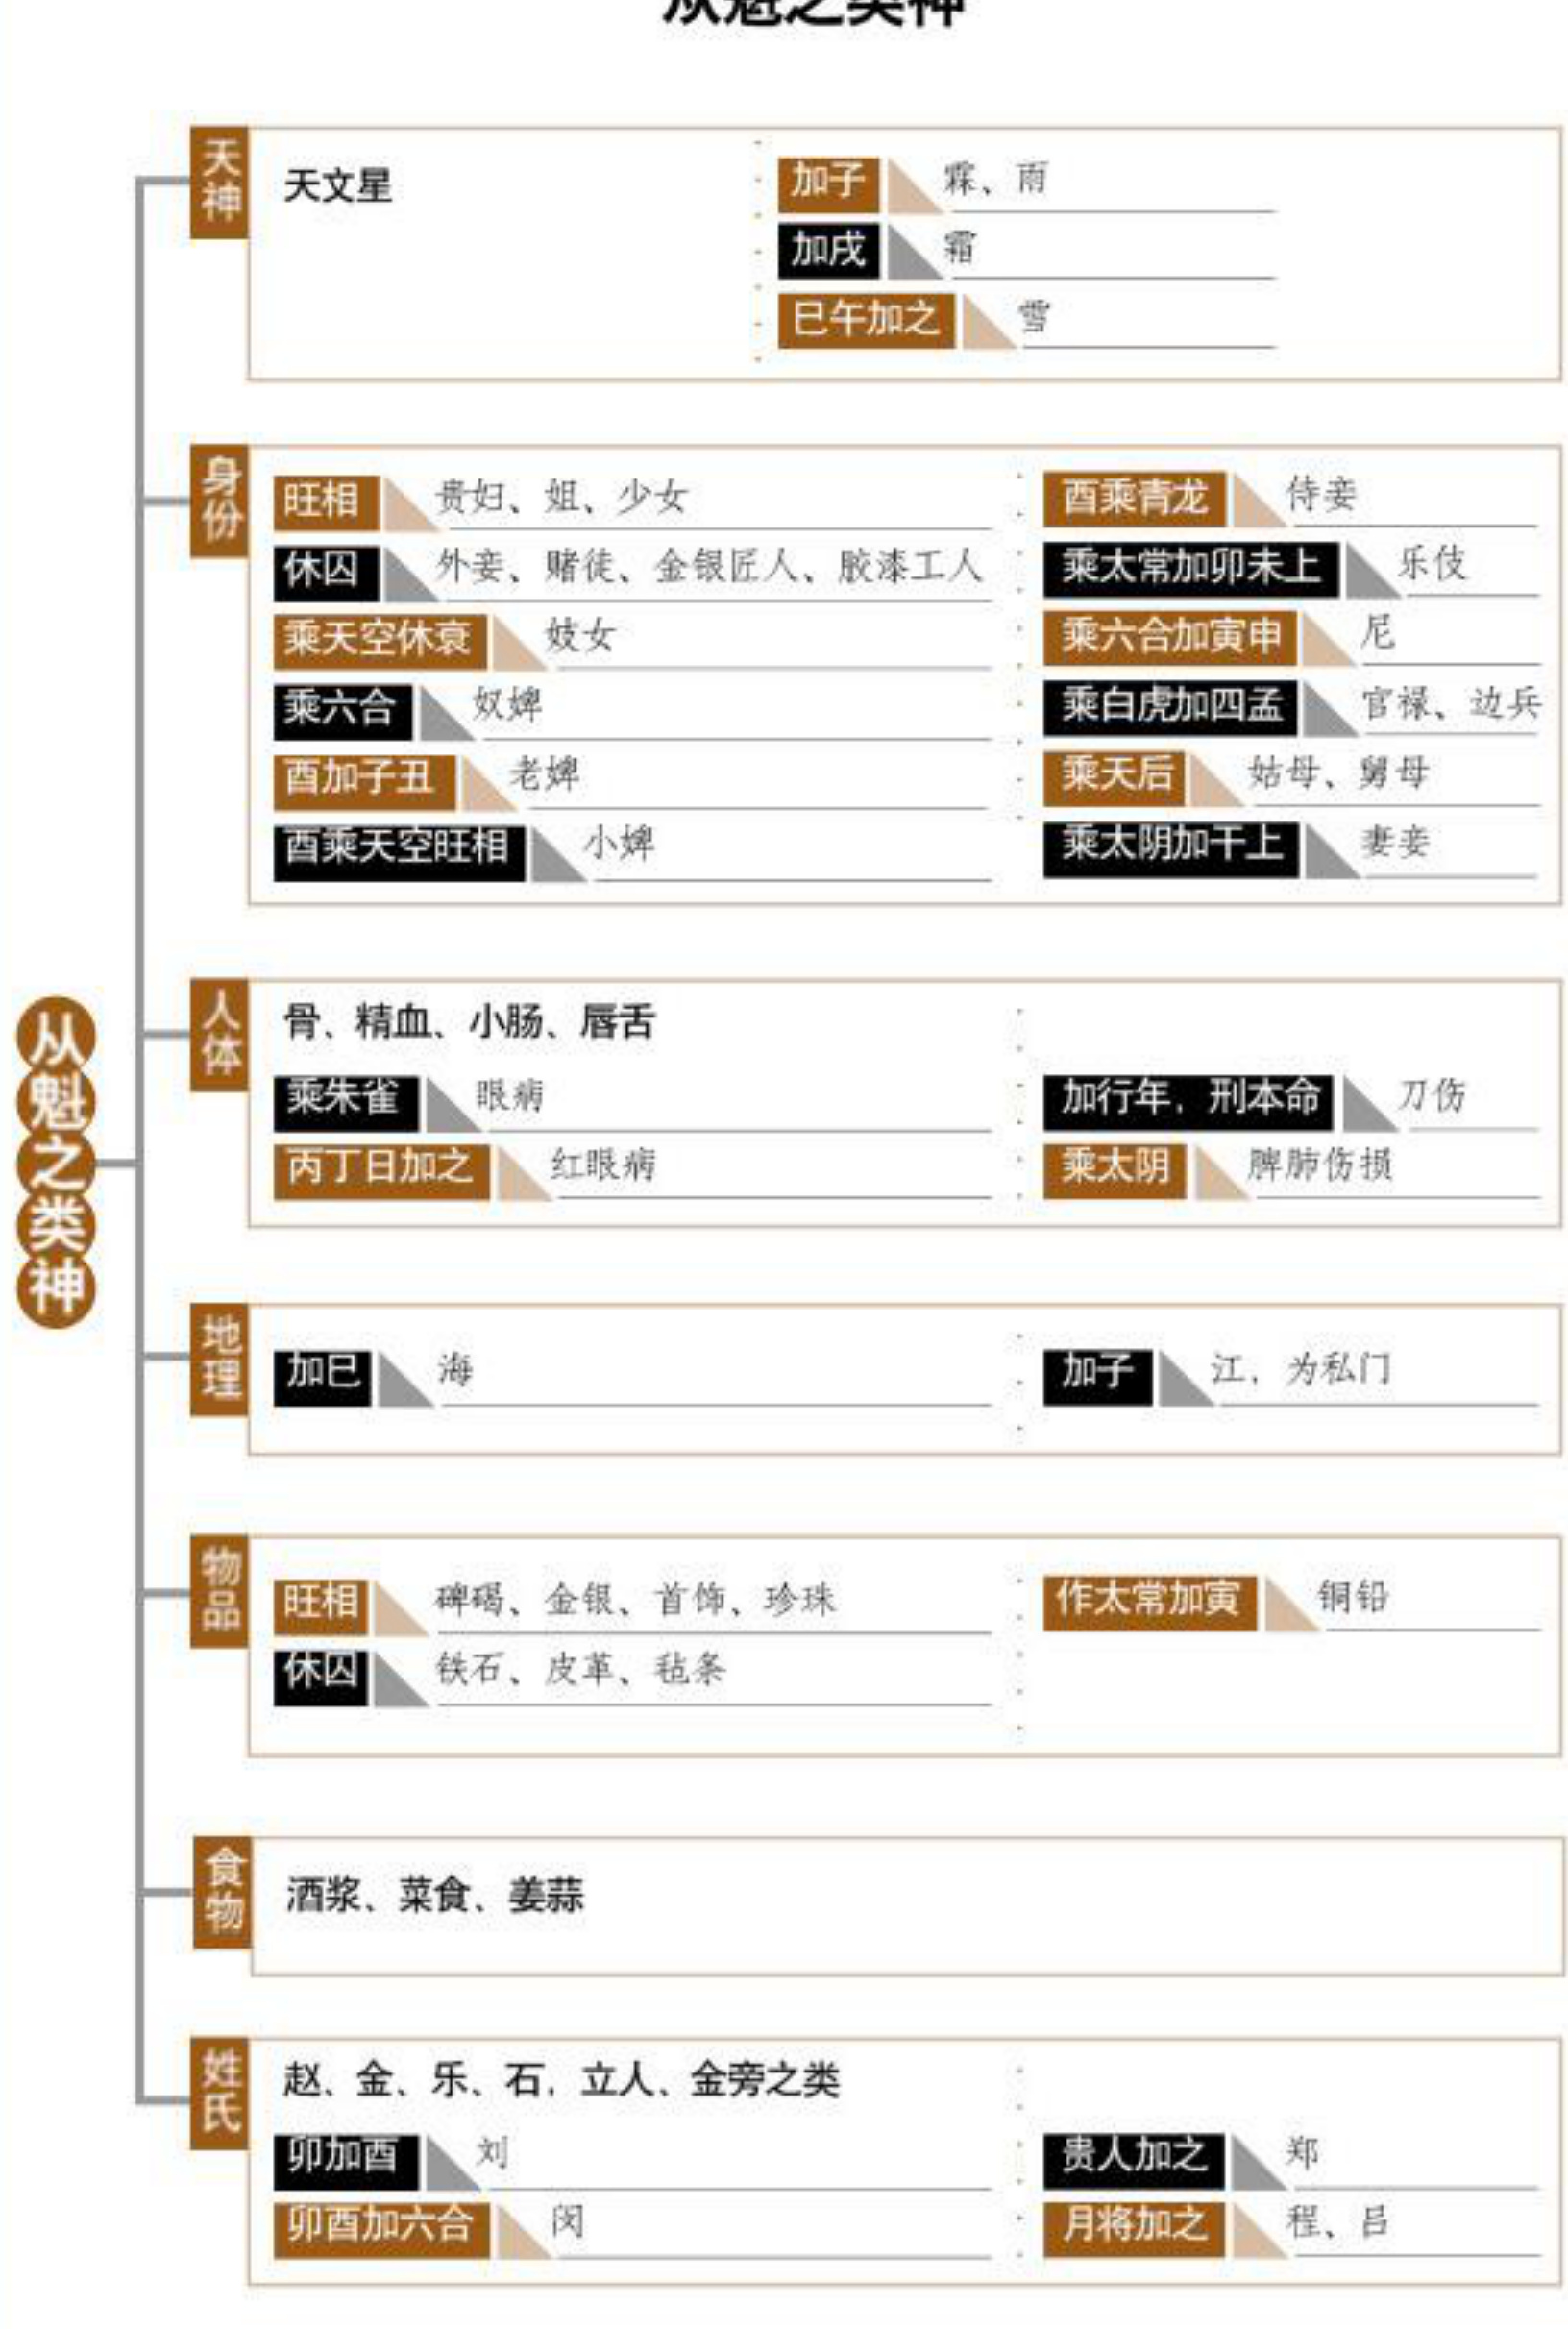 从魁之类神
从魁之类神
天神
天文星
加子 霖、雨
加戌 霜
巳午加之 雪
身份
旺相 贵妇、姐、少女
休囚 外妾、赌徒、金银匠人、胶漆工人
乘天空休衰 妓女
乘六合 奴婢
酉加子丑 老婢
酉乘天空旺相 小婢
酉乘青龙 侍妾
乘太常加卯未上 乐伎
乘六合加寅申 尼
乘白虎加四孟 官禄、边兵
乘天后 姑母、舅母
乘太阴加干上 妻妾
人体
骨、精血、小肠、唇舌
乘朱雀 眼病
丙丁日加之 红眼病
加行年，刑本命 刀伤
乘太阴 脾肺伤损
地理
加巳 海
加子 江，为私门
物品
旺相 碑碣、金银、首饰、珍珠
休囚 铁石、皮革、毡条
作太常加寅 铜铅
食物
酒浆、菜食、姜蒜
姓氏
赵、金、乐、石，立人、金旁之类
卯加酉 刘
卯酉加六合 闵
贵人加之 郑
月将加之 程、吕